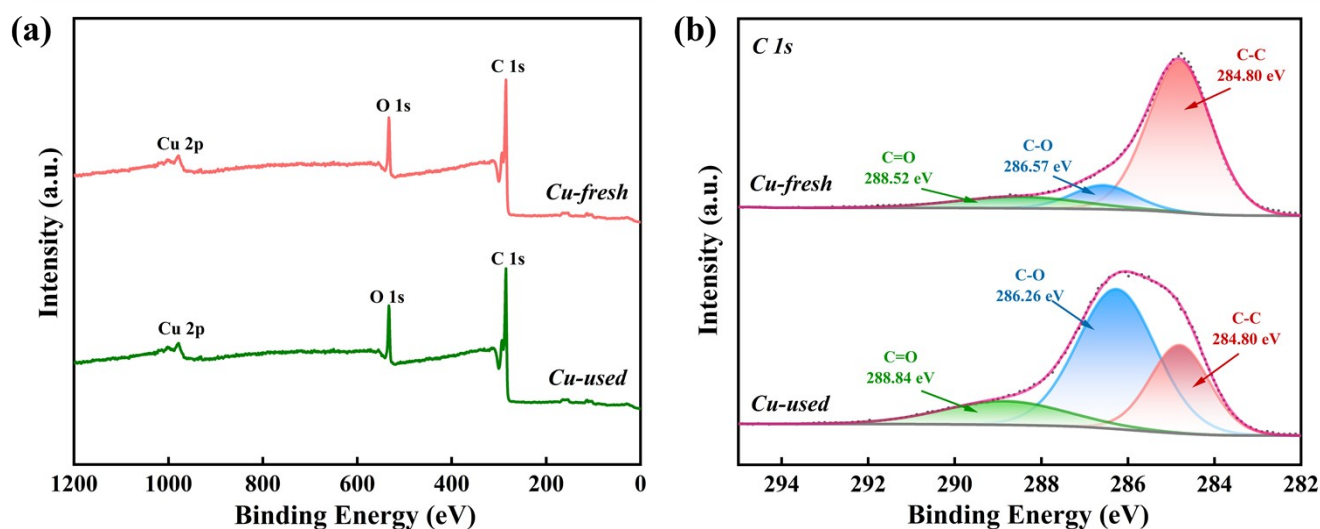 (a)
C 1s
O 1s
Cu 2p
Cu-fresh
C 1s
O 1s
Cu 2p
Cu-used
1200 1000 800 600 400 200 0
Binding Energy (eV)
Intensity (a.u.)
(b)
C 1s
C-C
284.80 eV
C-O
286.57 eV
C=O
288.52 eV
Cu-fresh
C-O
286.26 eV
C-C
284.80 eV
C=O
288.84 eV
Cu-used
294 292 290 288 286 284 282
Binding Energy (eV)
Intensity (a.u.)